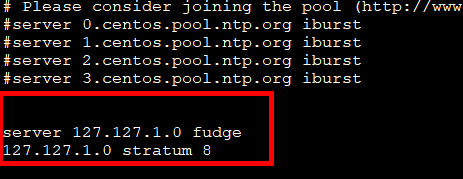 # Please consider joining the pool (http://www
#server 0.centos.pool.ntp.org iburst
#server 1.centos.pool.ntp.org iburst
#server 2.centos.pool.ntp.org iburst
#server 3.centos.pool.ntp.org iburst
server 127.127.1.0 fudge
127.127.1.0 stratum 8